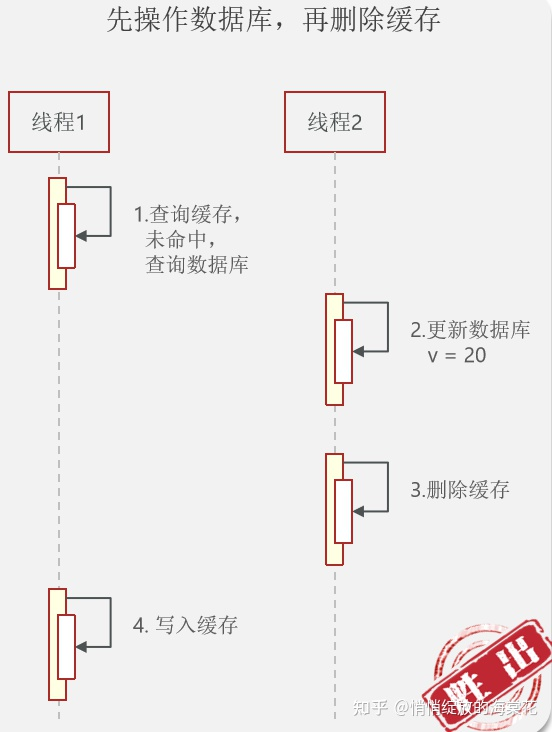 先操作数据库，再删除缓存
线程1
线程2
1.查询缓存，
未命中，
查询数据库
2.更新数据库
v = 20
3.删除缓存
4. 写入缓存
胜出
知乎 @悄悄绽放的海棠花